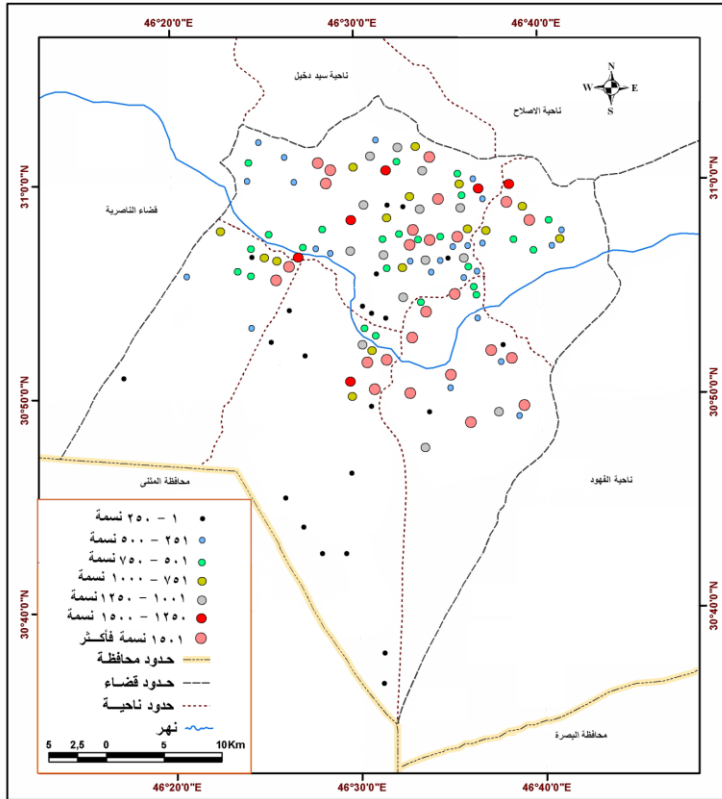 46°20'0"E
46°30'0"E
46°40'0"E
ناحية سيد دخيل
N
W E
S
ناحية الاصلاح
31°0'0"N
31°0'0"N
قضاء الناصرية
30°50'0"N
30°50'0"N
محافظة المثنى
ناحية الفهود
١ - ٢٥٠ نسمة
٢٥١ - ٥٠٠ نسمة
٥٠١ - ٧٥٠ نسمة
٧٥١ - ١٠٠٠ نسمة
١٠٠١ - ١٢٥٠ نسمة
١٢٥٠ - ١٥٠٠ نسمة
١٥٠١ نسمة فأكثر
حدود محافظة
حدود قضاء
حدود ناحية
نهر
5 2,5 0 5 10Km
30°40'0"N
30°40'0"N
محافظة البصرة
46°20'0"E
46°30'0"E
46°40'0"E